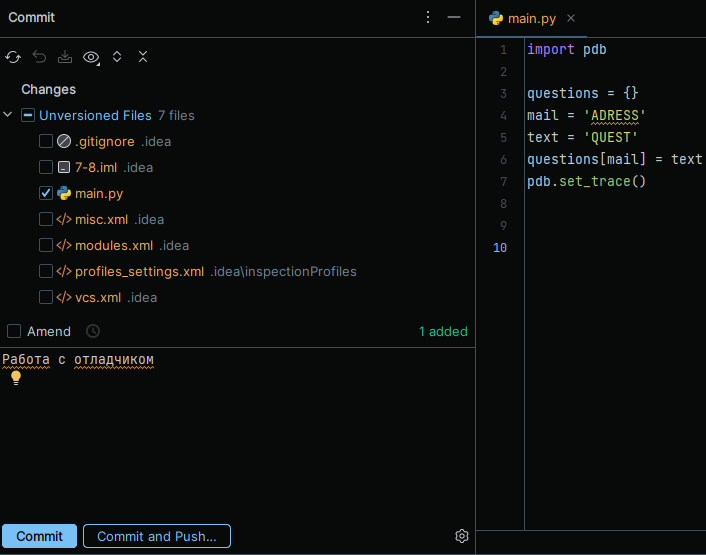 Commit
Changes
Unversioned Files 7 files
.gitignore .idea
7-8.iml .idea
main.py
misc.xml .idea
modules.xml .idea
profiles_settings.xml .idea\inspectionProfiles
vcs.xml .idea
Amend
1 added
Работа с отладчиком
Commit
Commit and Push...
main.py
1 import pdb
2
3 questions = {}
4 mail = 'ADRESS'
5 text = 'QUEST'
6 questions[mail] = text
7 pdb.set_trace()
8
9
10